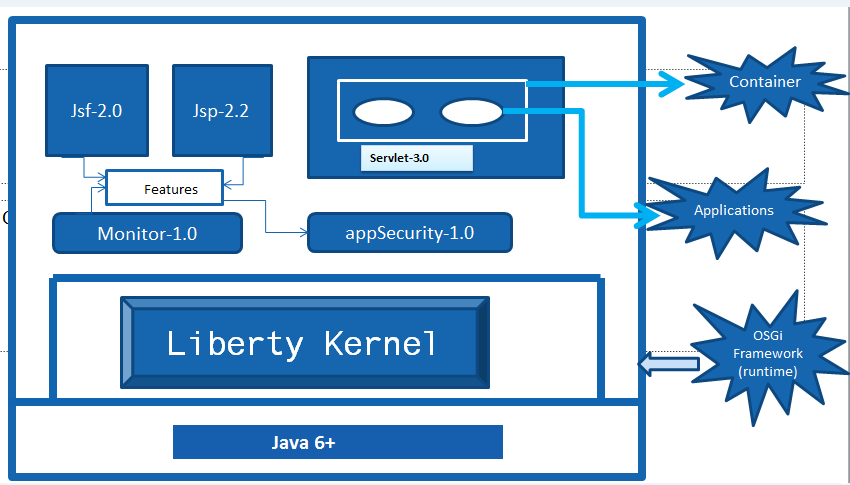 Jsf-2.0
Jsp-2.2
Container
Servlet-3.0
Features
Applications
Monitor-1.0
appSecurity-1.0
OSGi
Framework
(runtime)
Liberty Kernel
Java 6+